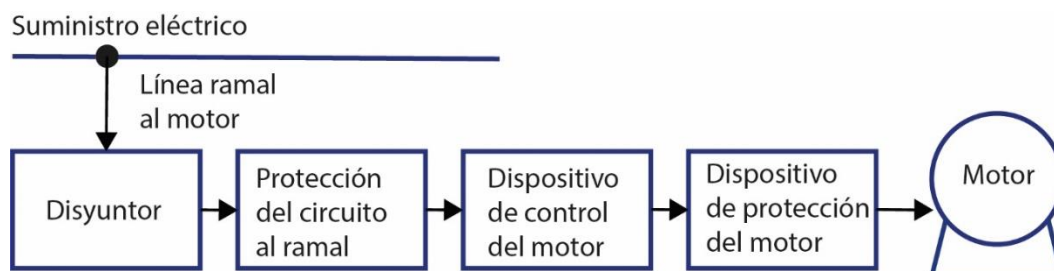 Suministro eléctrico
Línea ramal
al motor
Disyuntor
Protección
del circuito
al ramal
Dispositivo
de control
del motor
Dispositivo
de protección
del motor
Motor